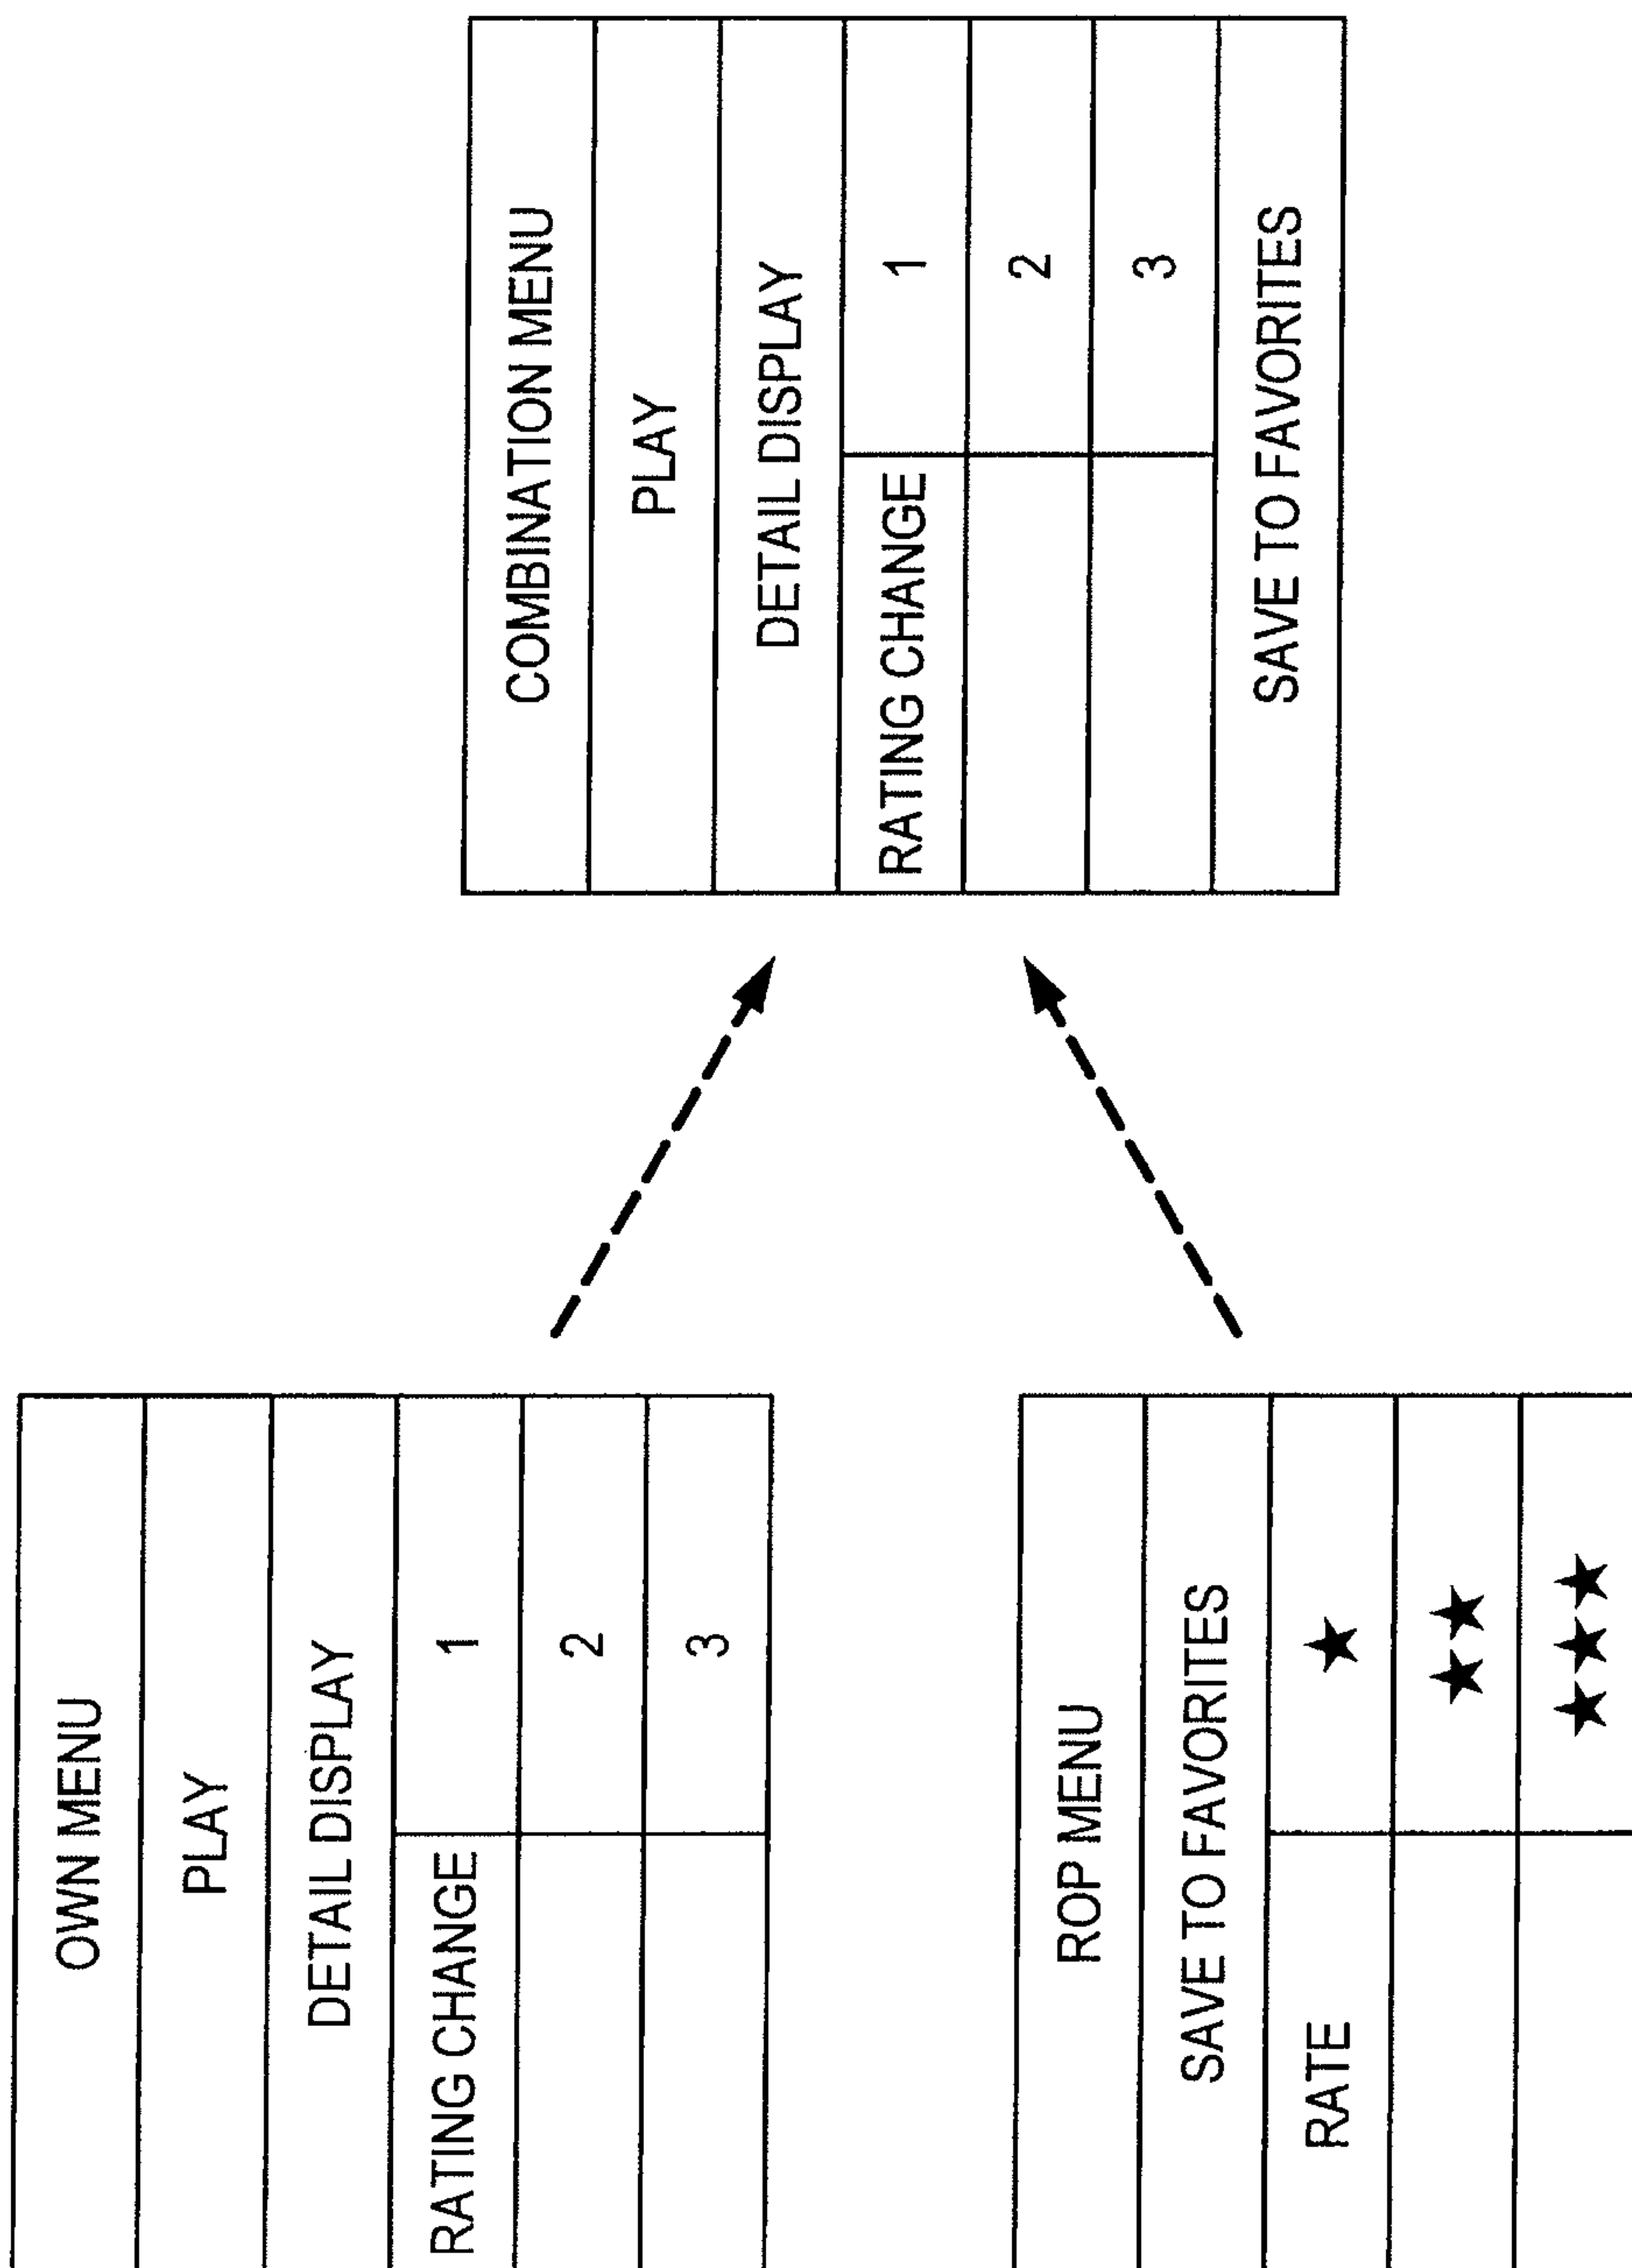 OWN MENU
PLAY
DETAIL DISPLAY
RATING CHANGE 1
2
3
ROP MENU
SAVE TO FAVORITES
RATE ★
★★
★★★
COMBINATION MENU
PLAY
DETAIL DISPLAY
RATING CHANGE 1
2
3
SAVE TO FAVORITES